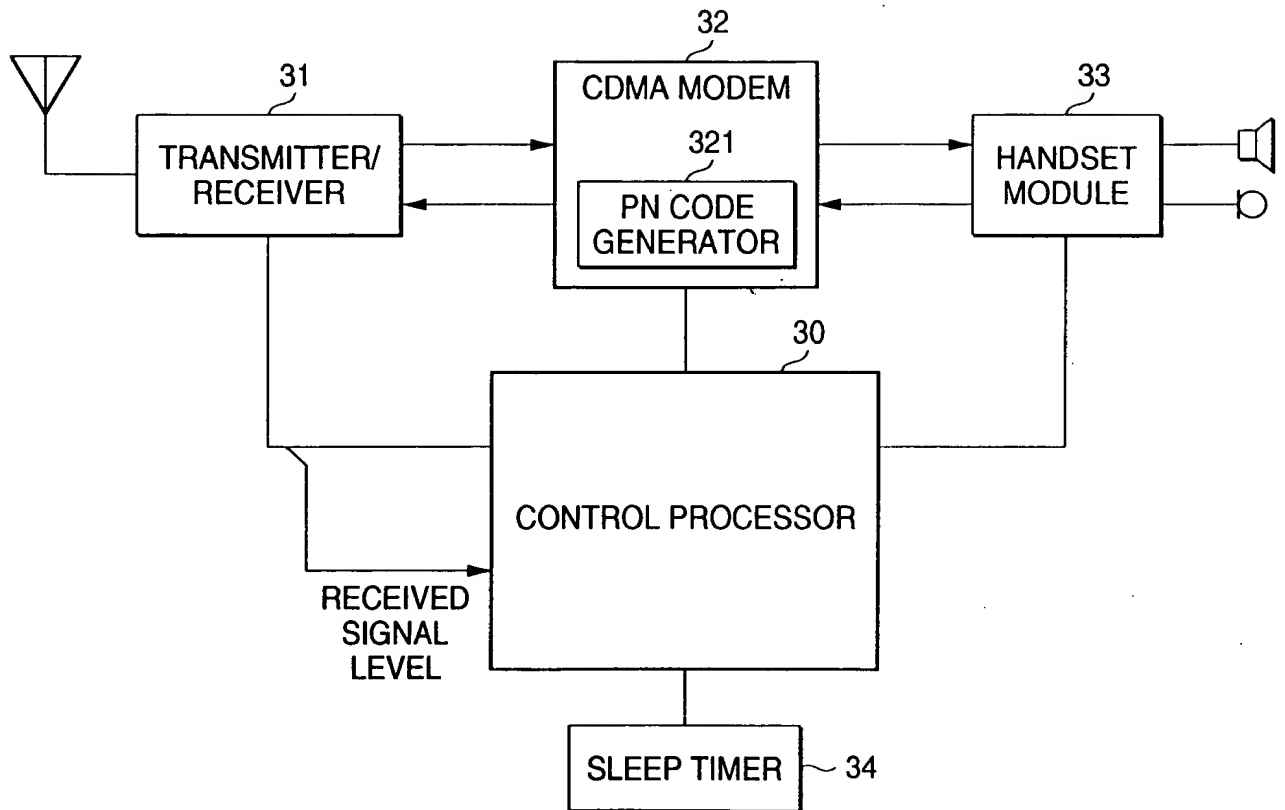 32
CDMA MODEM
31
TRANSMITTER/
RECEIVER
321
PN CODE
GENERATOR
33
HANDSET
MODULE
30
CONTROL PROCESSOR
RECEIVED
SIGNAL
LEVEL
SLEEP TIMER
34